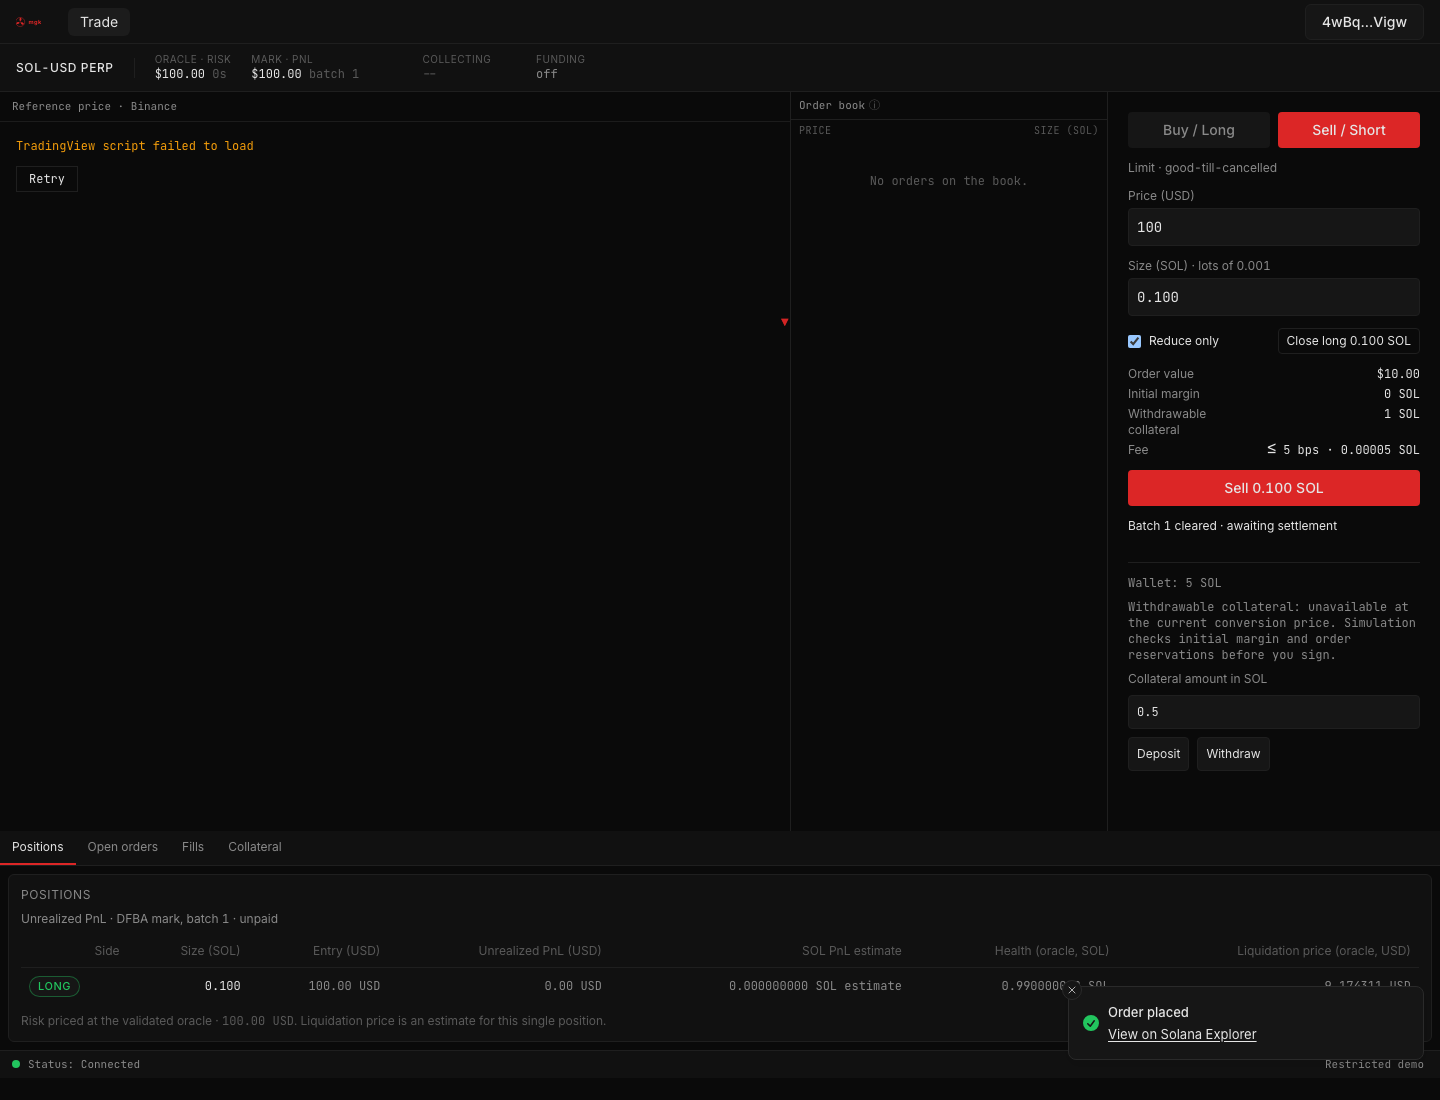 Trade
4wBq...Vigw
SOL-USD PERP
ORACLE · RISK
$100.00 0s
MARK · PNL
$100.00 batch 1
COLLECTING
--
FUNDING
off
Reference price · Binance
TradingView script failed to load
Retry
Order book ⓘ
PRICE SIZE (SOL)
No orders on the book.
Buy / Long
Sell / Short
Limit · good-till-cancelled
Price (USD)
100
Size (SOL) · lots of 0.001
0.100
Reduce only
Close long 0.100 SOL
Order value $10.00
Initial margin 0 SOL
Withdrawable collateral 1 SOL
Fee ≤ 5 bps · 0.00005 SOL
Sell 0.100 SOL
Batch 1 cleared · awaiting settlement
Wallet: 5 SOL
Withdrawable collateral: unavailable at
the current conversion price. Simulation
checks initial margin and order
reservations before you sign.
Collateral amount in SOL
0.5
Deposit
Withdraw
Positions Open orders Fills Collateral
POSITIONS
Unrealized PnL · DFBA mark, batch 1 · unpaid
Side Size (SOL) Entry (USD) Unrealized PnL (USD) SOL PnL estimate Health (oracle, SOL) Liquidation price (oracle, USD)
LONG 0.100 100.00 USD 0.00 USD 0.000000000 SOL estimate
Risk priced at the validated oracle · 100.00 USD. Liquidation price is an estimate for this single position.
Order placed
View on Solana Explorer
Status: Connected
Restricted demo